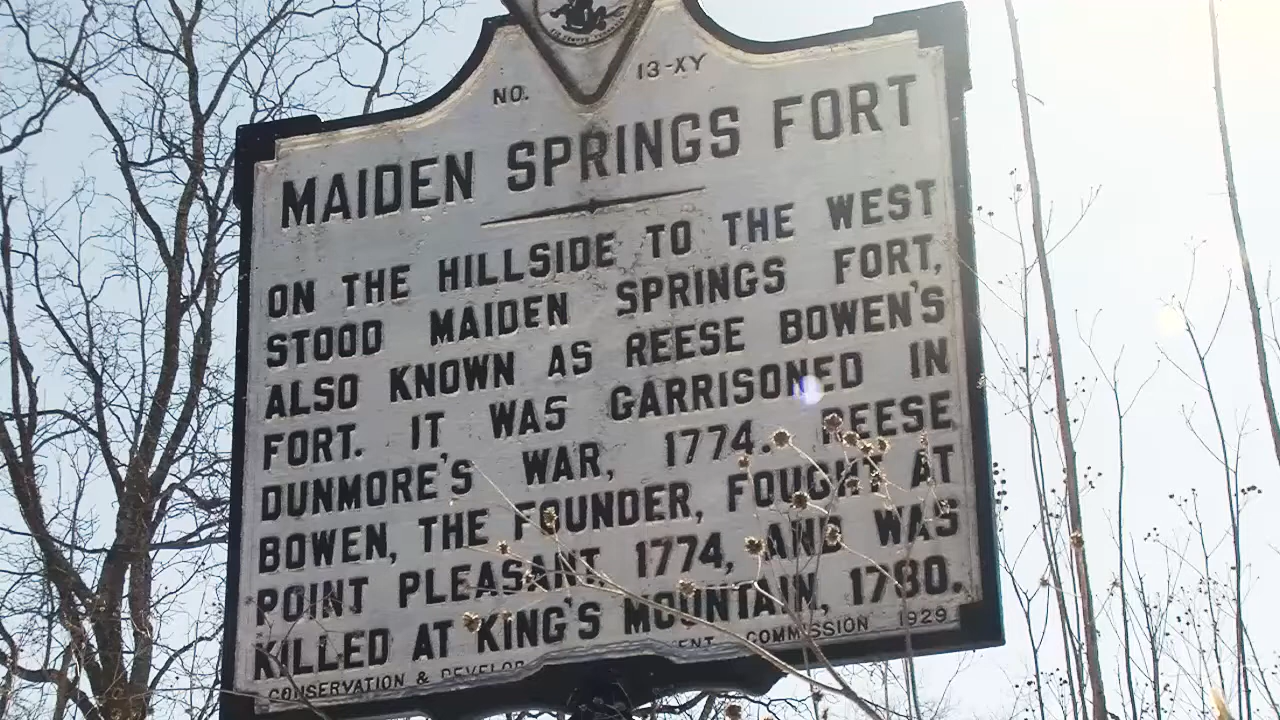 NO. 13-XY
MAIDEN SPRINGS FORT
ON THE HILLSIDE TO THE WEST
STOOD MAIDEN SPRINGS FORT,
ALSO KNOWN AS REESE BOWEN'S
FORT. IT WAS GARRISONED IN
DUNMORE'S WAR, 1774. REESE
BOWEN, THE FOUNDER, FOUGHT AT
POINT PLEASANT, 1774, AND WAS
KILLED AT KING'S MOUNTAIN, 1780.
CONSERVATION & DEVELOP ENT COMMISSION 1929